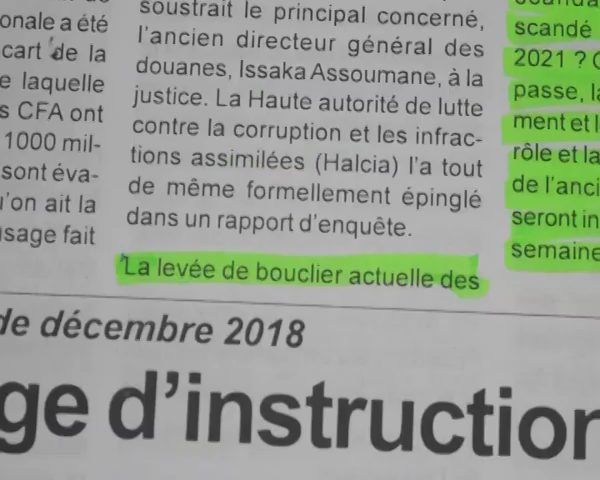 onale a été
cart de la
e laquelle
s CFA ont
1000 mil-
sont éva-
u'on ait la
usage fait
soustrait le principal concerné,
l'ancien directeur général des
douanes, Issaka Assoumane, à la
justice. La Haute autorité de lutte
contre la corruption et les infrac-
tions assimilées (Halcia) l'a tout
de même formellement épinglé
dans un rapport d'enquête.
La levée de bouclier actuelle des
scandé
2021 ?
passe, la
ment et l
rôle et la
de l'anci
seront in
semaine
de décembre 2018
ge d'instruction